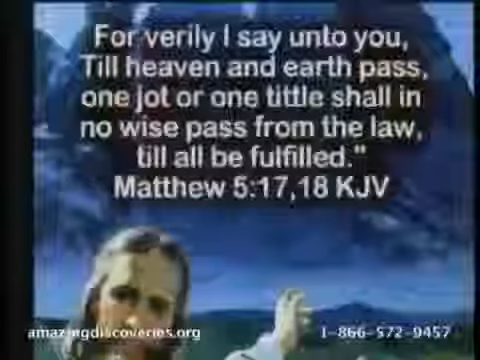 For verily I say unto you,
Till heaven and earth pass,
one jot or one tittle shall in
no wise pass from the law,
till all be fulfilled."
Matthew 5:17,18 KJV
amazingdiscoveries.org
1-866-572-9457